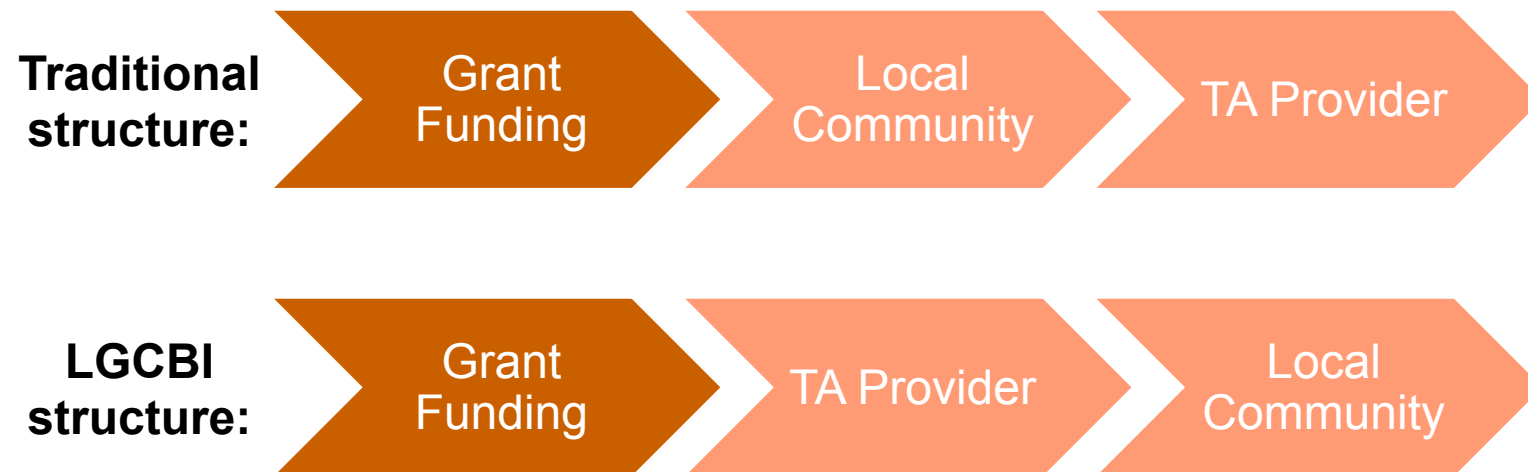 Traditional
structure:
Grant
Funding
Local
Community
TA Provider
LGCBI
structure:
Grant
Funding
TA Provider
Local
Community